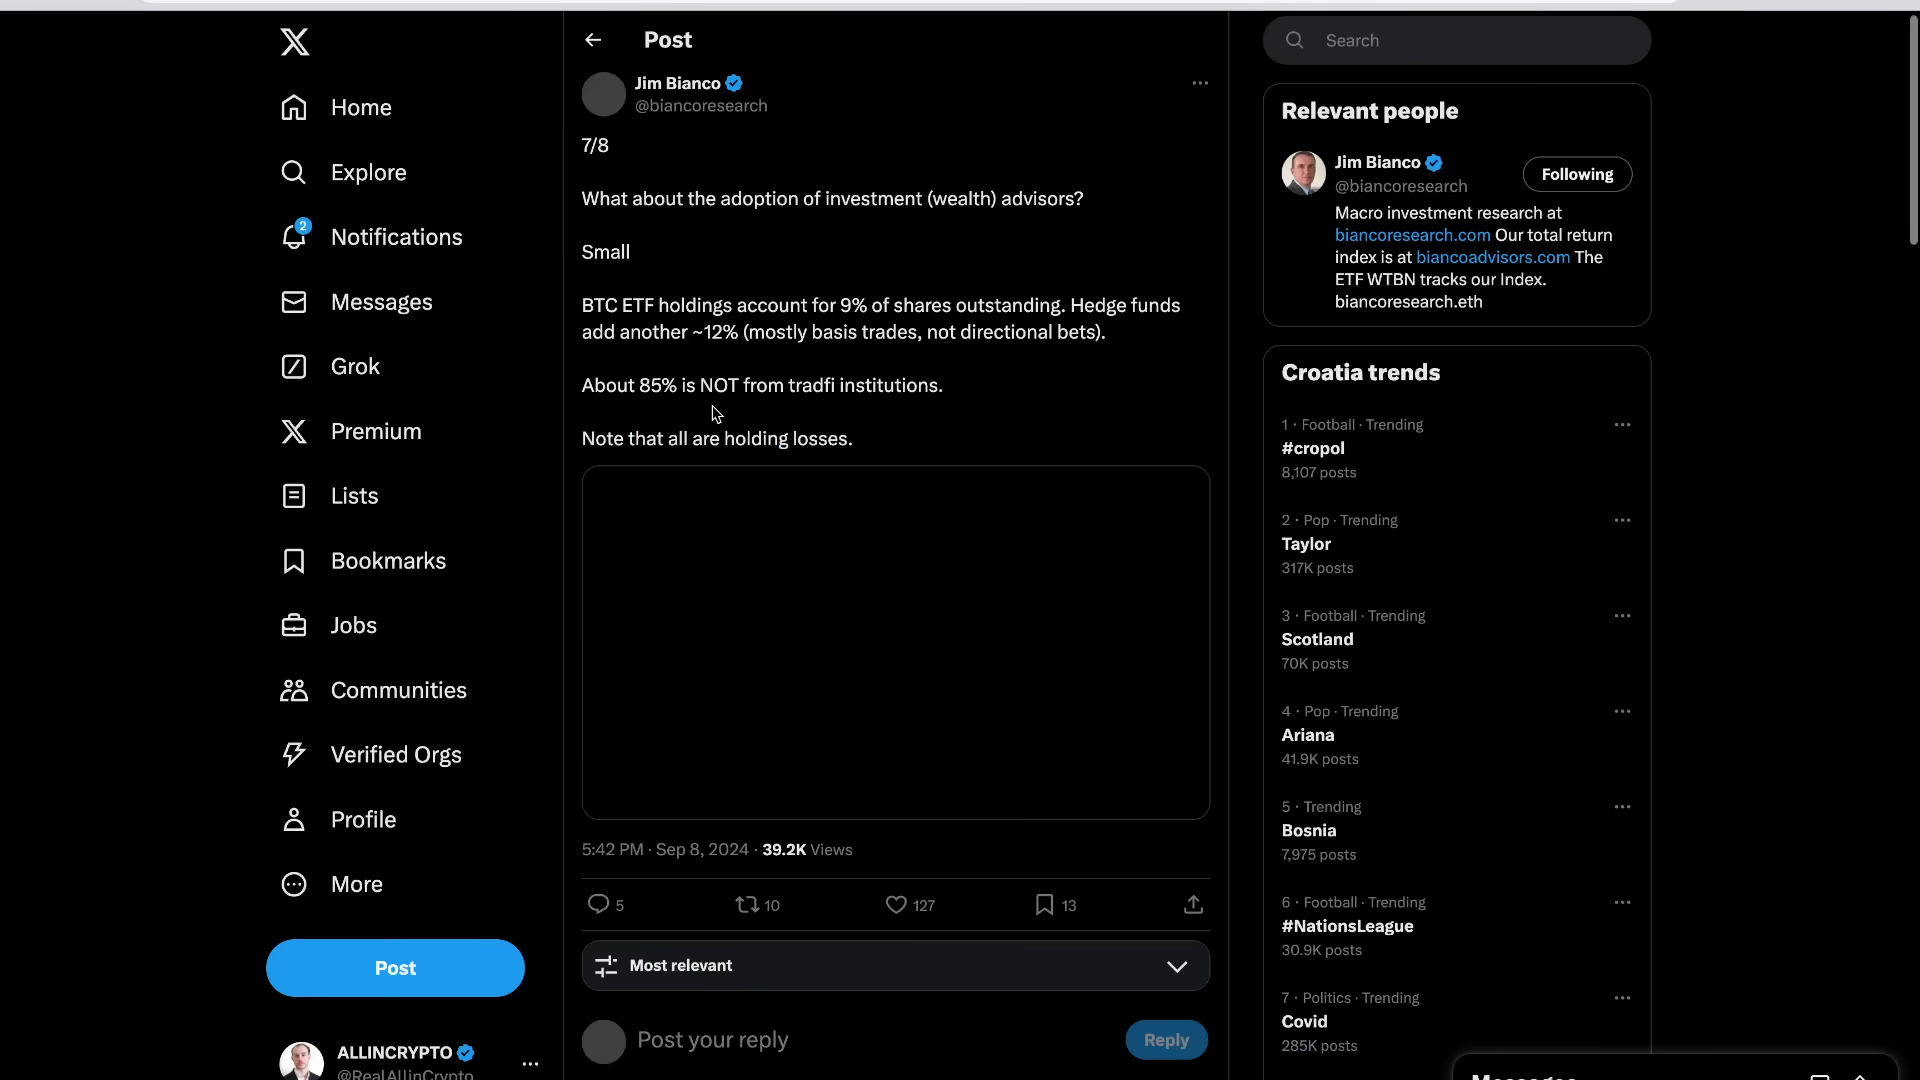 Home
Explore
2
Notifications
Messages
Grok
Premium
Lists
Bookmarks
Jobs
Communities
Verified Orgs
Profile
More
Post
ALLINCRYPTO
@RealAllinCrypto
Post
Jim Bianco
@biancoresearch
7/8
What about the adoption of investment (wealth) advisors?
Small
BTC ETF holdings account for 9% of shares outstanding. Hedge funds
add another ~12% (mostly basis trades, not directional bets).
About 85% is NOT from tradfi institutions.
Note that all are holding losses.
5:42 PM · Sep 8, 2024 · 39.2K Views
5 10 127 13
Most relevant
Post your reply
Reply
Search
Relevant people
Jim Bianco
@biancoresearch
Following
Macro investment research at
biancoresearch.com Our total return
index is at biancoadvisors.com The
ETF WTBN tracks our Index.
biancoresearch.eth
Croatia trends
1 · Football · Trending
#cropol
8,107 posts
2 · Pop · Trending
Taylor
317K posts
3 · Football · Trending
Scotland
70K posts
4 · Pop · Trending
Ariana
41.9K posts
5 · Trending
Bosnia
7,975 posts
6 · Football · Trending
#NationsLeague
30.9K posts
7 · Politics · Trending
Covid
285K posts
Messages